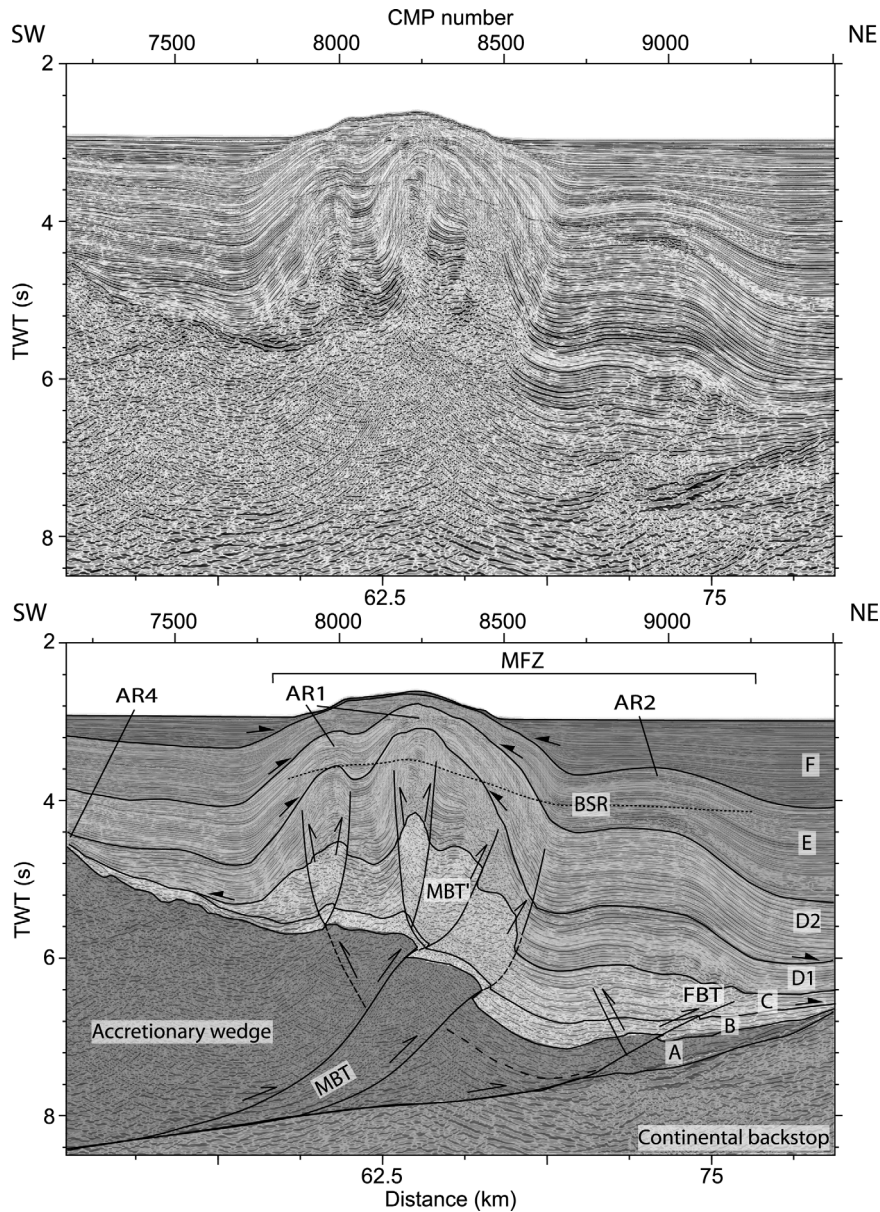 CMP number
SW NE
7500 8000 8500 9000
2
4
6
8
TWT (s)
62.5 75
SW NE
7500 8000 8500 9000
2
4
6
8
TWT (s)
MFZ
AR4 AR1 AR2
F
BSR
E
MBT'
D2
D1
FBT C
B
Accretionary wedge
A
MBT
Continental backstop
62.5 75
Distance (km)